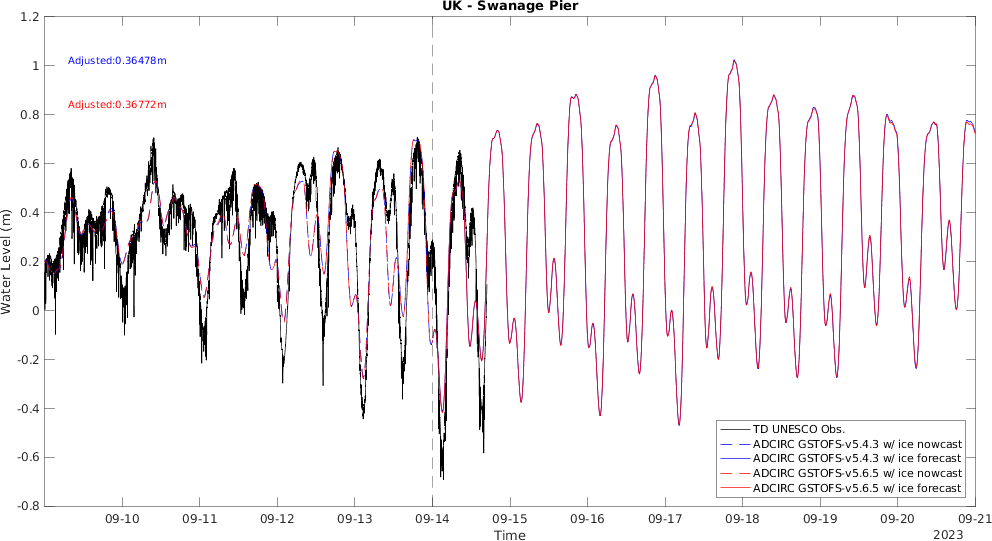 UK - Swanage Pier
1.2
1
0.8
0.6
0.4
0.2
0
-0.2
-0.4
-0.6
-0.8
Water Level (m)
Adjusted:0.36478m
Adjusted:0.36772m
TD UNESCO Obs.
ADCIRC GSTOFS-v5.4.3 w/ ice nowcast
ADCIRC GSTOFS-v5.4.3 w/ ice forecast
ADCIRC GSTOFS-v5.6.5 w/ ice nowcast
ADCIRC GSTOFS-v5.6.5 w/ ice forecast
09-10 09-11 09-12 09-13 09-14 09-15 09-16 09-17 09-18 09-19 09-20 09-21
Time
2023